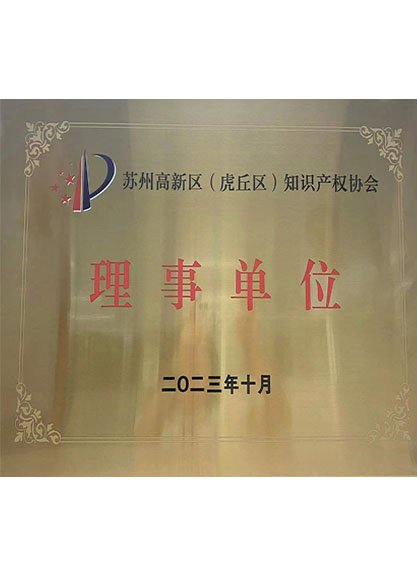 苏州高新区（虎丘区）知识产权协会
理事单位
二〇二三年十月